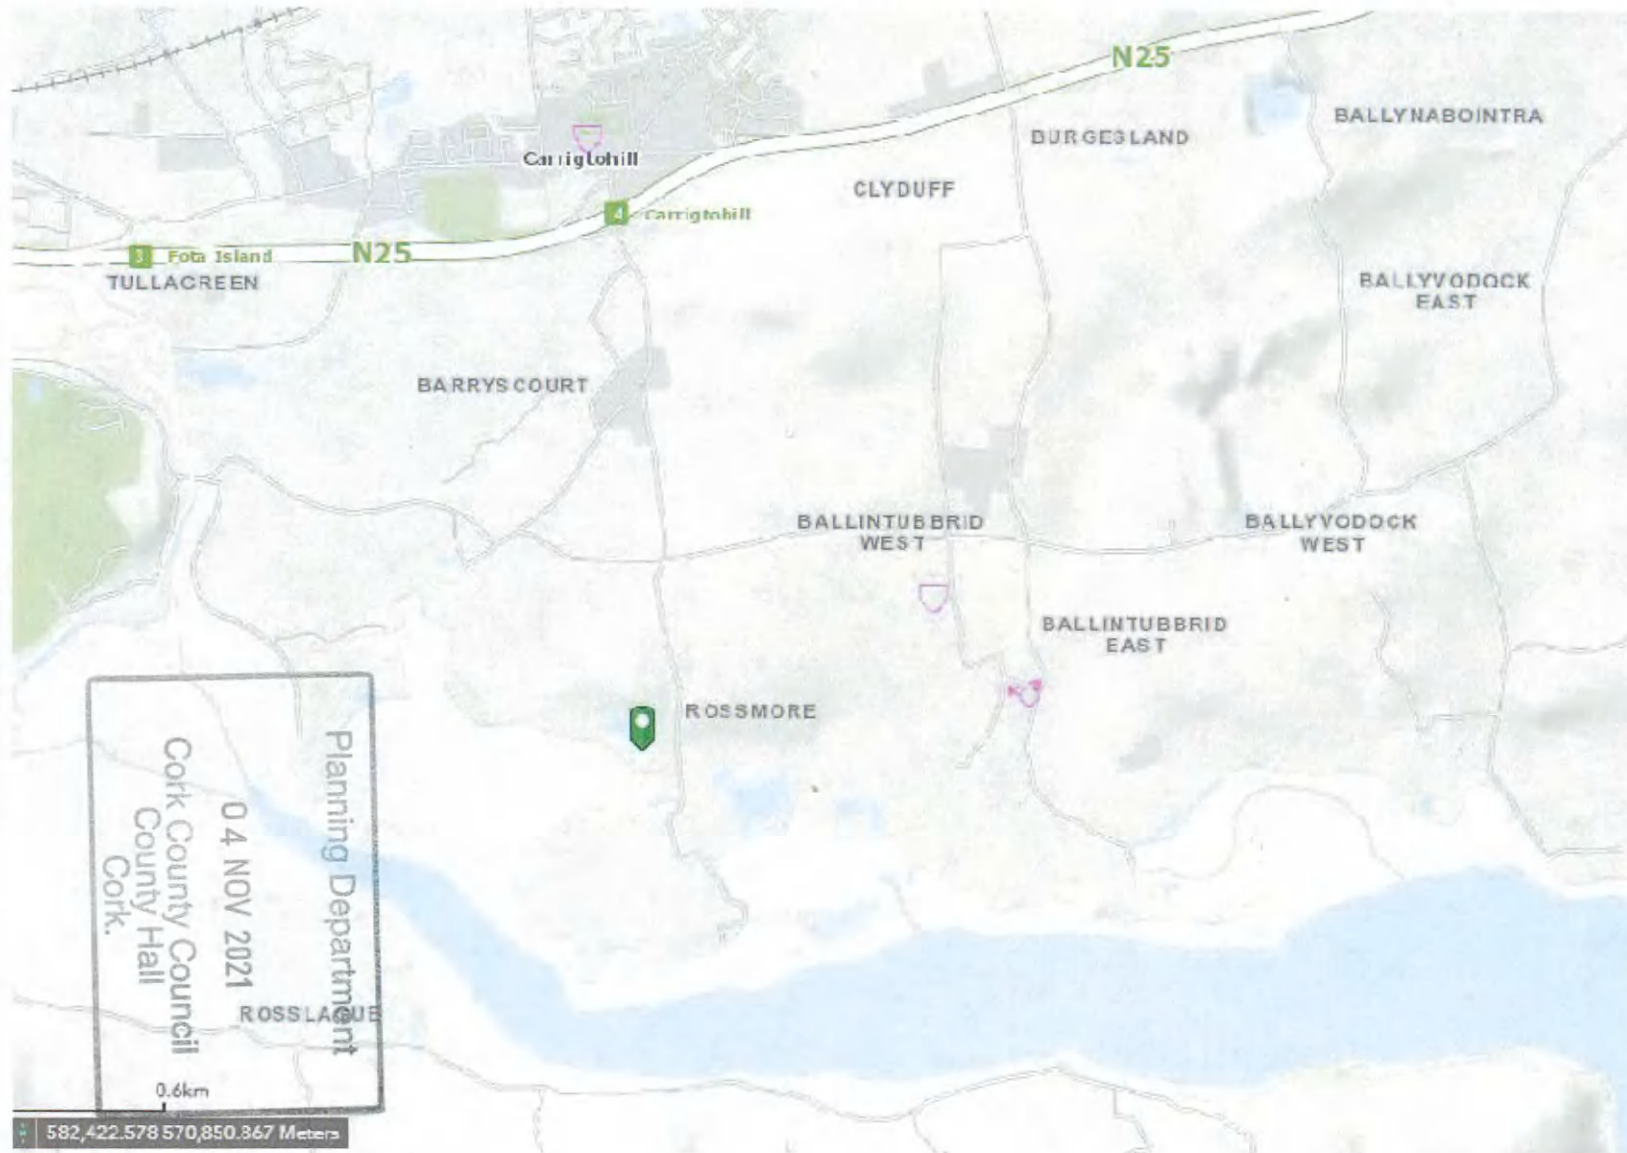 N25
BALLYNABOINTRA
BURGESLAND
Carrigtohill
CLYDUFF
4 Carrigtohill
3 Fota Island
N25
TULLAGREEN
BALLYVODOCK
EAST
BARRYSCOURT
BALLINTUBBRID
WEST
BALLYVODOCK
WEST
BALLINTUBBRID
EAST
ROSSMORE
Planning Department
04 NOV 2021
Cork County Council
County Hall
Cork.
ROSSLAGUE
0.6km
582,422.578 570,850.367 Meters